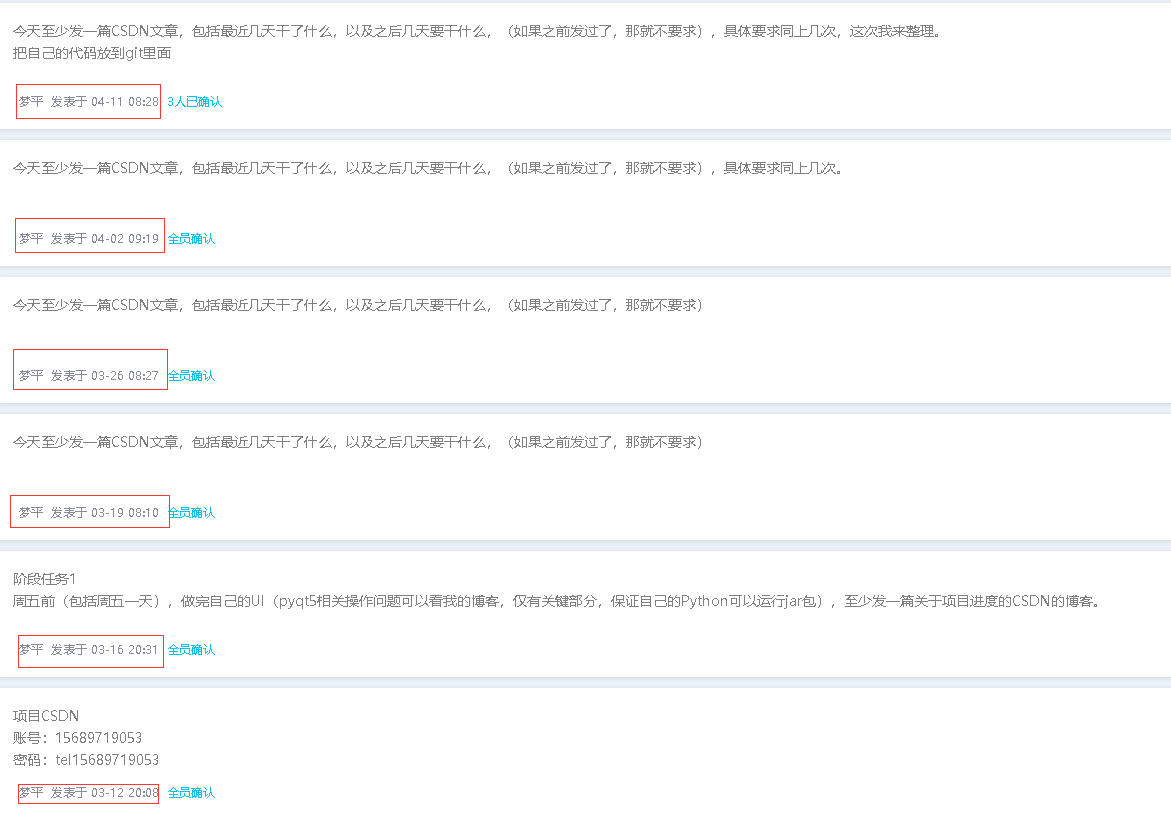 今天至少发一篇CSDN文章，包括最近几天干了什么，以及之后几天要干什么，（如果之前发过了，那就不要求），具体要求同上几次，这次我来整理。
把自己的代码放到git里面
梦平 发表于 04-11 08:28 3人已确认
今天至少发一篇CSDN文章，包括最近几天干了什么，以及之后几天要干什么，（如果之前发过了，那就不要求），具体要求同上几次。
梦平 发表于 04-02 09:19 全员确认
今天至少发一篇CSDN文章，包括最近几天干了什么，以及之后几天要干什么，（如果之前发过了，那就不要求）
梦平 发表于 03-26 08:27 全员确认
今天至少发一篇CSDN文章，包括最近几天干了什么，以及之后几天要干什么，（如果之前发过了，那就不要求）
梦平 发表于 03-19 08:10 全员确认
阶段任务1
周五前（包括周五一天），做完自己的UI（pyqt5相关操作问题可以看我的博客，仅有关键部分，保证自己的Python可以运行jar包），至少发一篇关于项目进度的CSDN的博客。
梦平 发表于 03-16 20:31 全员确认
项目CSDN
账号：15689719053
密码：tel15689719053
梦平 发表于 03-12 20:08 全员确认